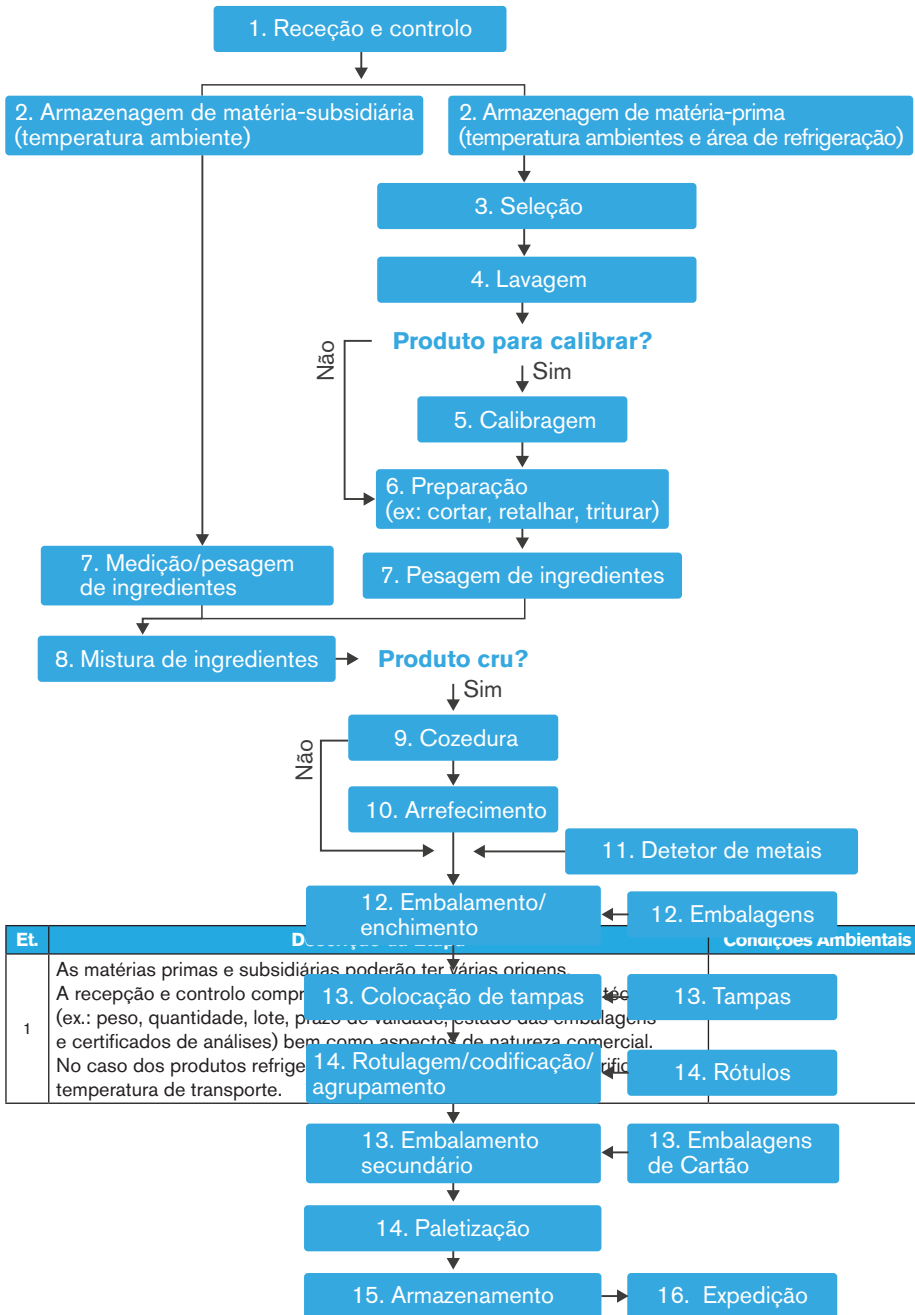 1. Receção e controlo
2. Armazenagem de matéria-subsidiária
(temperatura ambiente)
2. Armazenagem de matéria-prima
(temperatura ambientes e área de refrigeração)
3. Seleção
4. Lavagem
Não
Produto para calibrar?
Sim
5. Calibragem
6. Preparação
(ex: cortar, retalhar, triturar)
7. Medição/pesagem
de ingredientes
7. Pesagem de ingredientes
8. Mistura de ingredientes
Produto cru?
Sim
9. Cozedura
Não
10. Arrefecimento
11. Detetor de metais
12. Embalamento/
enchimento
12. Embalagens
Et.
Condições Ambientais
1
As matérias primas e subsidiárias poderão ter várias origens.
A recepção e controlo
(ex.: peso, quantidade, lote, prazo de validade, estado das embalagens
e certificados de análises) bem como aspectos de natureza comercial.
No caso dos produtos
temperatura de transporte.
13. Colocação de tampas
13. Tampas
14. Rotulagem/codificação/
agrupamento
14. Rótulos
13. Embalamento
secundário
13. Embalagens
de Cartão
14. Paletização
15. Armazenamento
16. Expedição